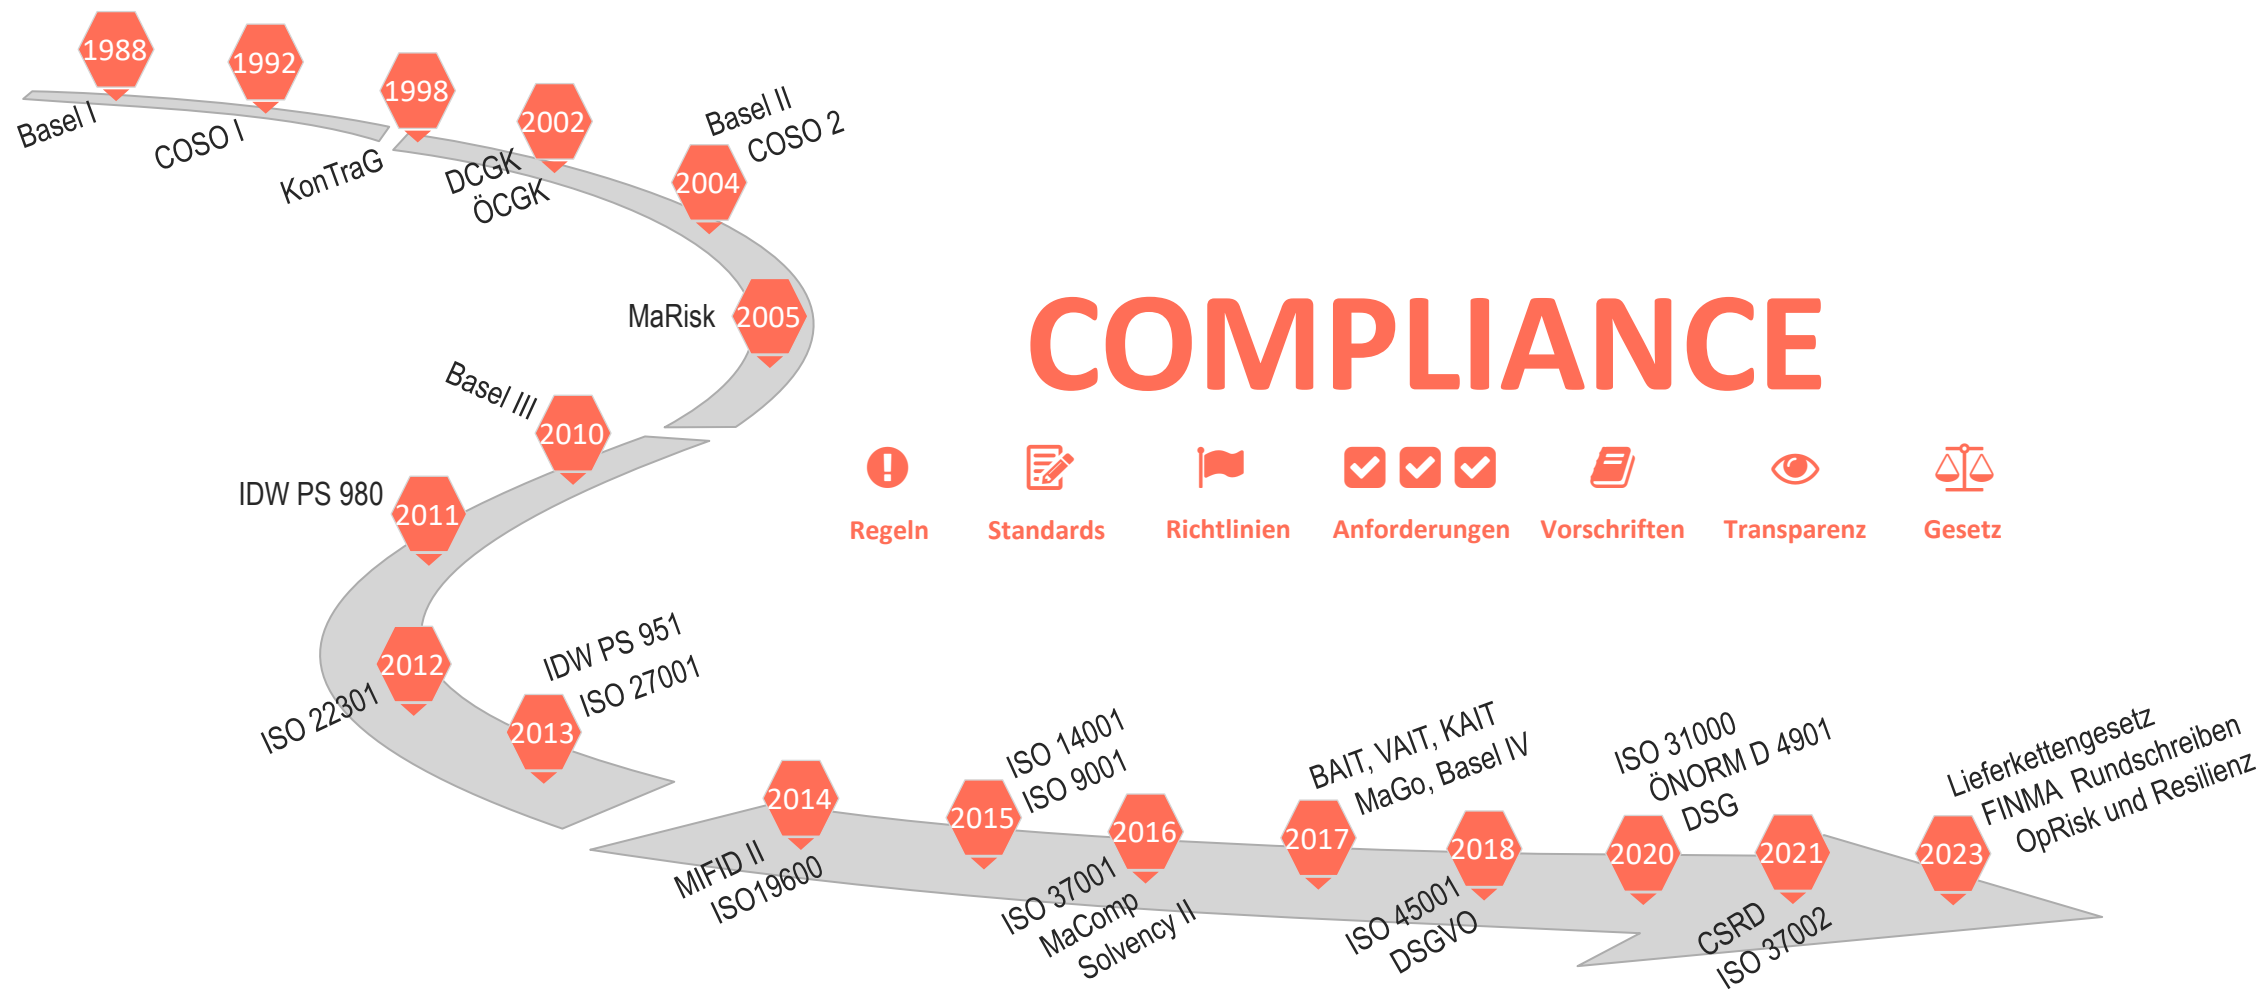 1988
Basel I
1992
COSO I
1998
KonTraG
2002
DCGK
ÖCGK
2004
Basel II
COSO 2
MaRisk
2005
COMPLIANCE
Regeln
Standards
Richtlinien
Anforderungen
Vorschriften
Transparenz
Gesetz
Basel III
2010
IDW PS 980
2011
2012
ISO 22301
IDW PS 951
ISO 27001
2013
2014
MIFID II
ISO19600
ISO 14001
ISO 9001
2015
2016
ISO 37001
MaComp
Solvency II
BAIT, VAIT, KAIT
MaGo, Basel IV
2017
2018
ISO 45001
DSGVO
ISO 31000
ÖNORM D 4901
DSG
2020
2021
CSRD
ISO 37002
Lieferkettengesetz
FINMA Rundschreiben
OpRisk und Resilienz
2023